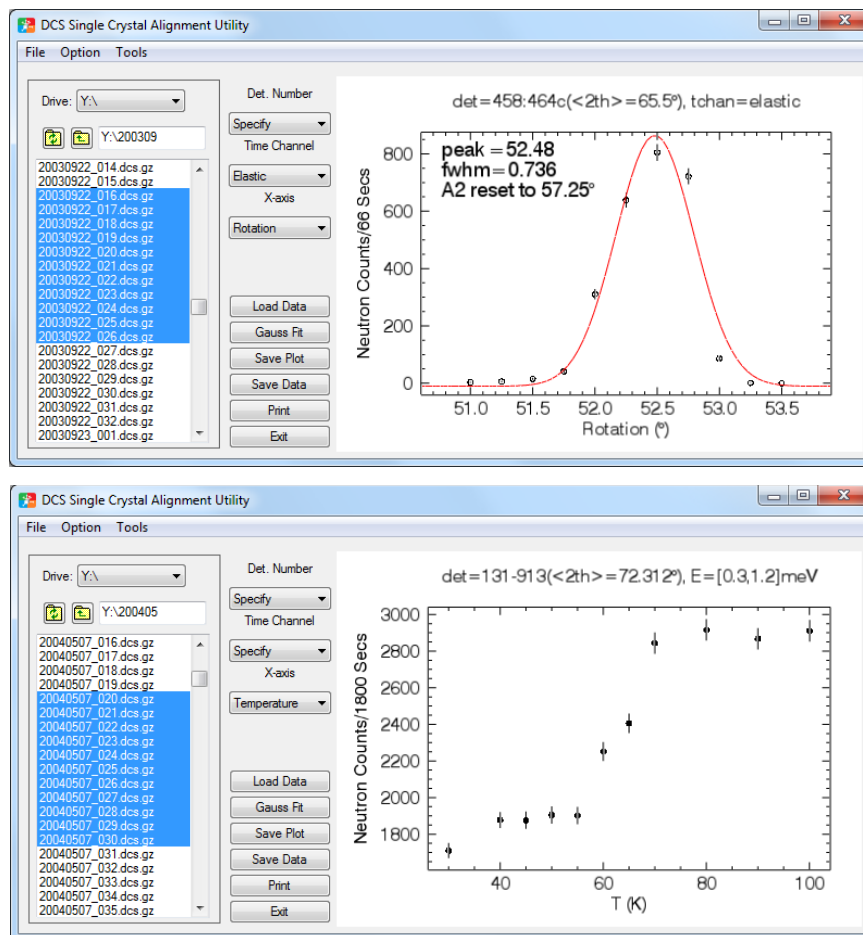 DCS Single Crystal Alignment Utility
File Option Tools
Drive: Y:\
Y:\200309
20030922_014.dcs.gz
20030922_015.dcs.gz
20030922_016.dcs.gz
20030922_017.dcs.gz
20030922_018.dcs.gz
20030922_019.dcs.gz
20030922_020.dcs.gz
20030922_021.dcs.gz
20030922_022.dcs.gz
20030922_023.dcs.gz
20030922_024.dcs.gz
20030922_025.dcs.gz
20030922_026.dcs.gz
20030922_027.dcs.gz
20030922_028.dcs.gz
20030922_029.dcs.gz
20030922_030.dcs.gz
20030922_031.dcs.gz
20030922_032.dcs.gz
20030923_001.dcs.gz
Det. Number
Specify
Time Channel
Elastic
X-axis
Rotation
Load Data
Gauss Fit
Save Plot
Save Data
Print
Exit
det=458:464c(<2th>=65.5º), tchan=elastic
peak = 52.48
fwhm = 0.736
A2 reset to 57.25º
Neutron Counts/66 Secs
800
600
400
200
0
51.0 51.5 52.0 52.5 53.0 53.5
Rotation (º)
DCS Single Crystal Alignment Utility
File Option Tools
Drive: Y:\
Y:\200405
20040507_016.dcs.gz
20040507_017.dcs.gz
20040507_018.dcs.gz
20040507_019.dcs.gz
20040507_020.dcs.gz
20040507_021.dcs.gz
20040507_022.dcs.gz
20040507_023.dcs.gz
20040507_024.dcs.gz
20040507_025.dcs.gz
20040507_026.dcs.gz
20040507_027.dcs.gz
20040507_028.dcs.gz
20040507_029.dcs.gz
20040507_030.dcs.gz
20040507_031.dcs.gz
20040507_032.dcs.gz
20040507_033.dcs.gz
20040507_034.dcs.gz
20040507_035.dcs.gz
Det. Number
Specify
Time Channel
Specify
X-axis
Temperature
Load Data
Gauss Fit
Save Plot
Save Data
Print
Exit
det=131-913(<2th>=72.312º), E=[0.3,1.2]meV
Neutron Counts/1800 Secs
3000
2800
2600
2400
2200
2000
1800
40 60 80 100
T (K)